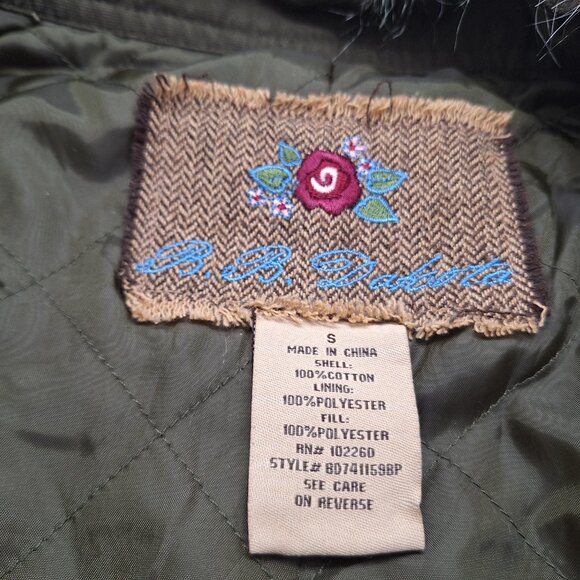 B. B. Dakota
S
MADE IN CHINA
SHELL:
100%COTTON
LINING:
100%POLYESTER
FILL:
100%POLYESTER
RN# 102260
STYLE# BD741159BP
SEE CARE
ON REVERSE